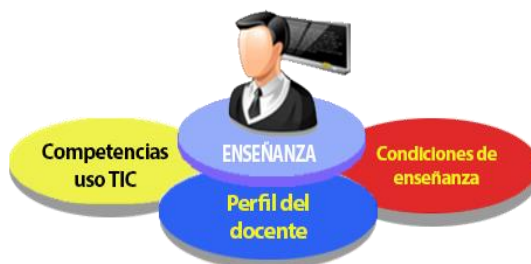 ENSEÑANZA
Competencias
uso TIC
Condiciones de
enseñanza
Perfil del
docente